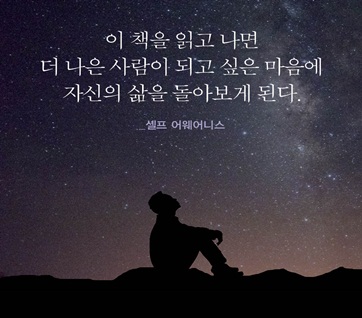 이 책을 읽고 나면
더 나은 사람이 되고 싶은 마음에
자신의 삶을 돌아보게 된다.
...셀프 어웨어니스